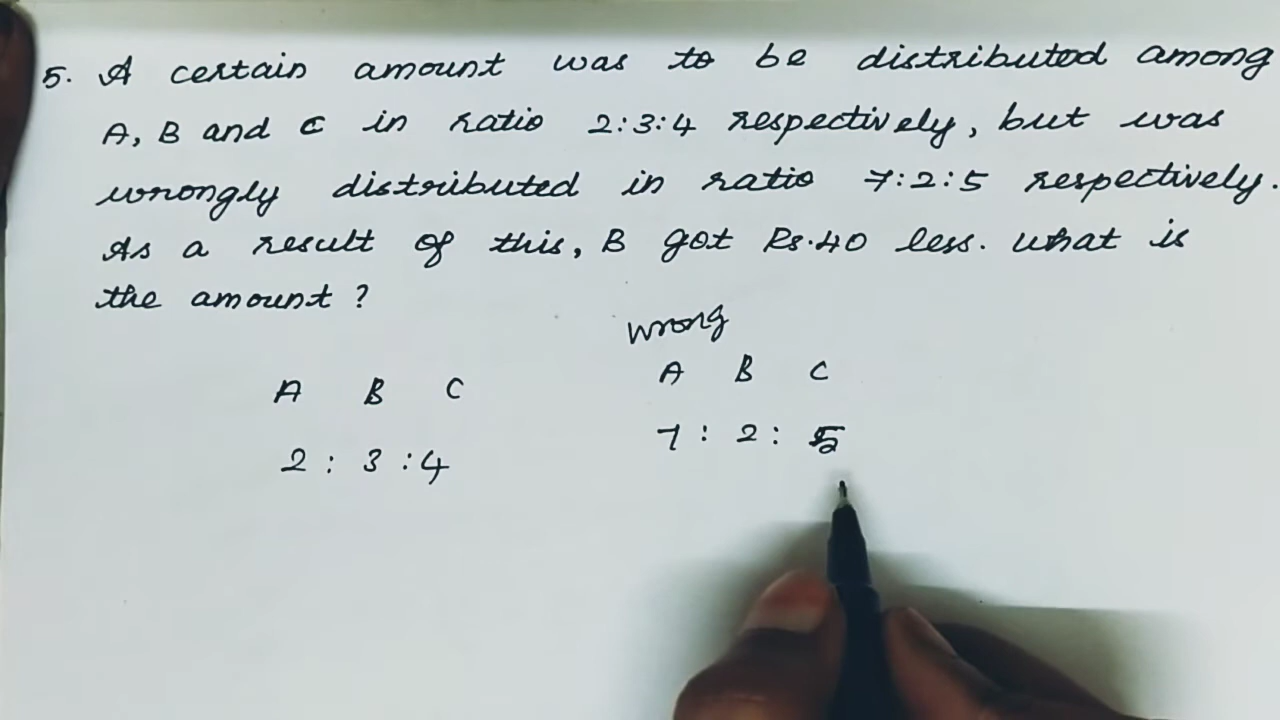 5. A certain amount was to be distributed among
A, B and C in ratio 2:3:4 respectively, but was
wrongly distributed in ratio 7:2:5 respectively.
As a result of this, B got Rs.40 less. what is
the amount ?
wrong
A B C
7 : 2 : 5
A B C
2 : 3 : 4